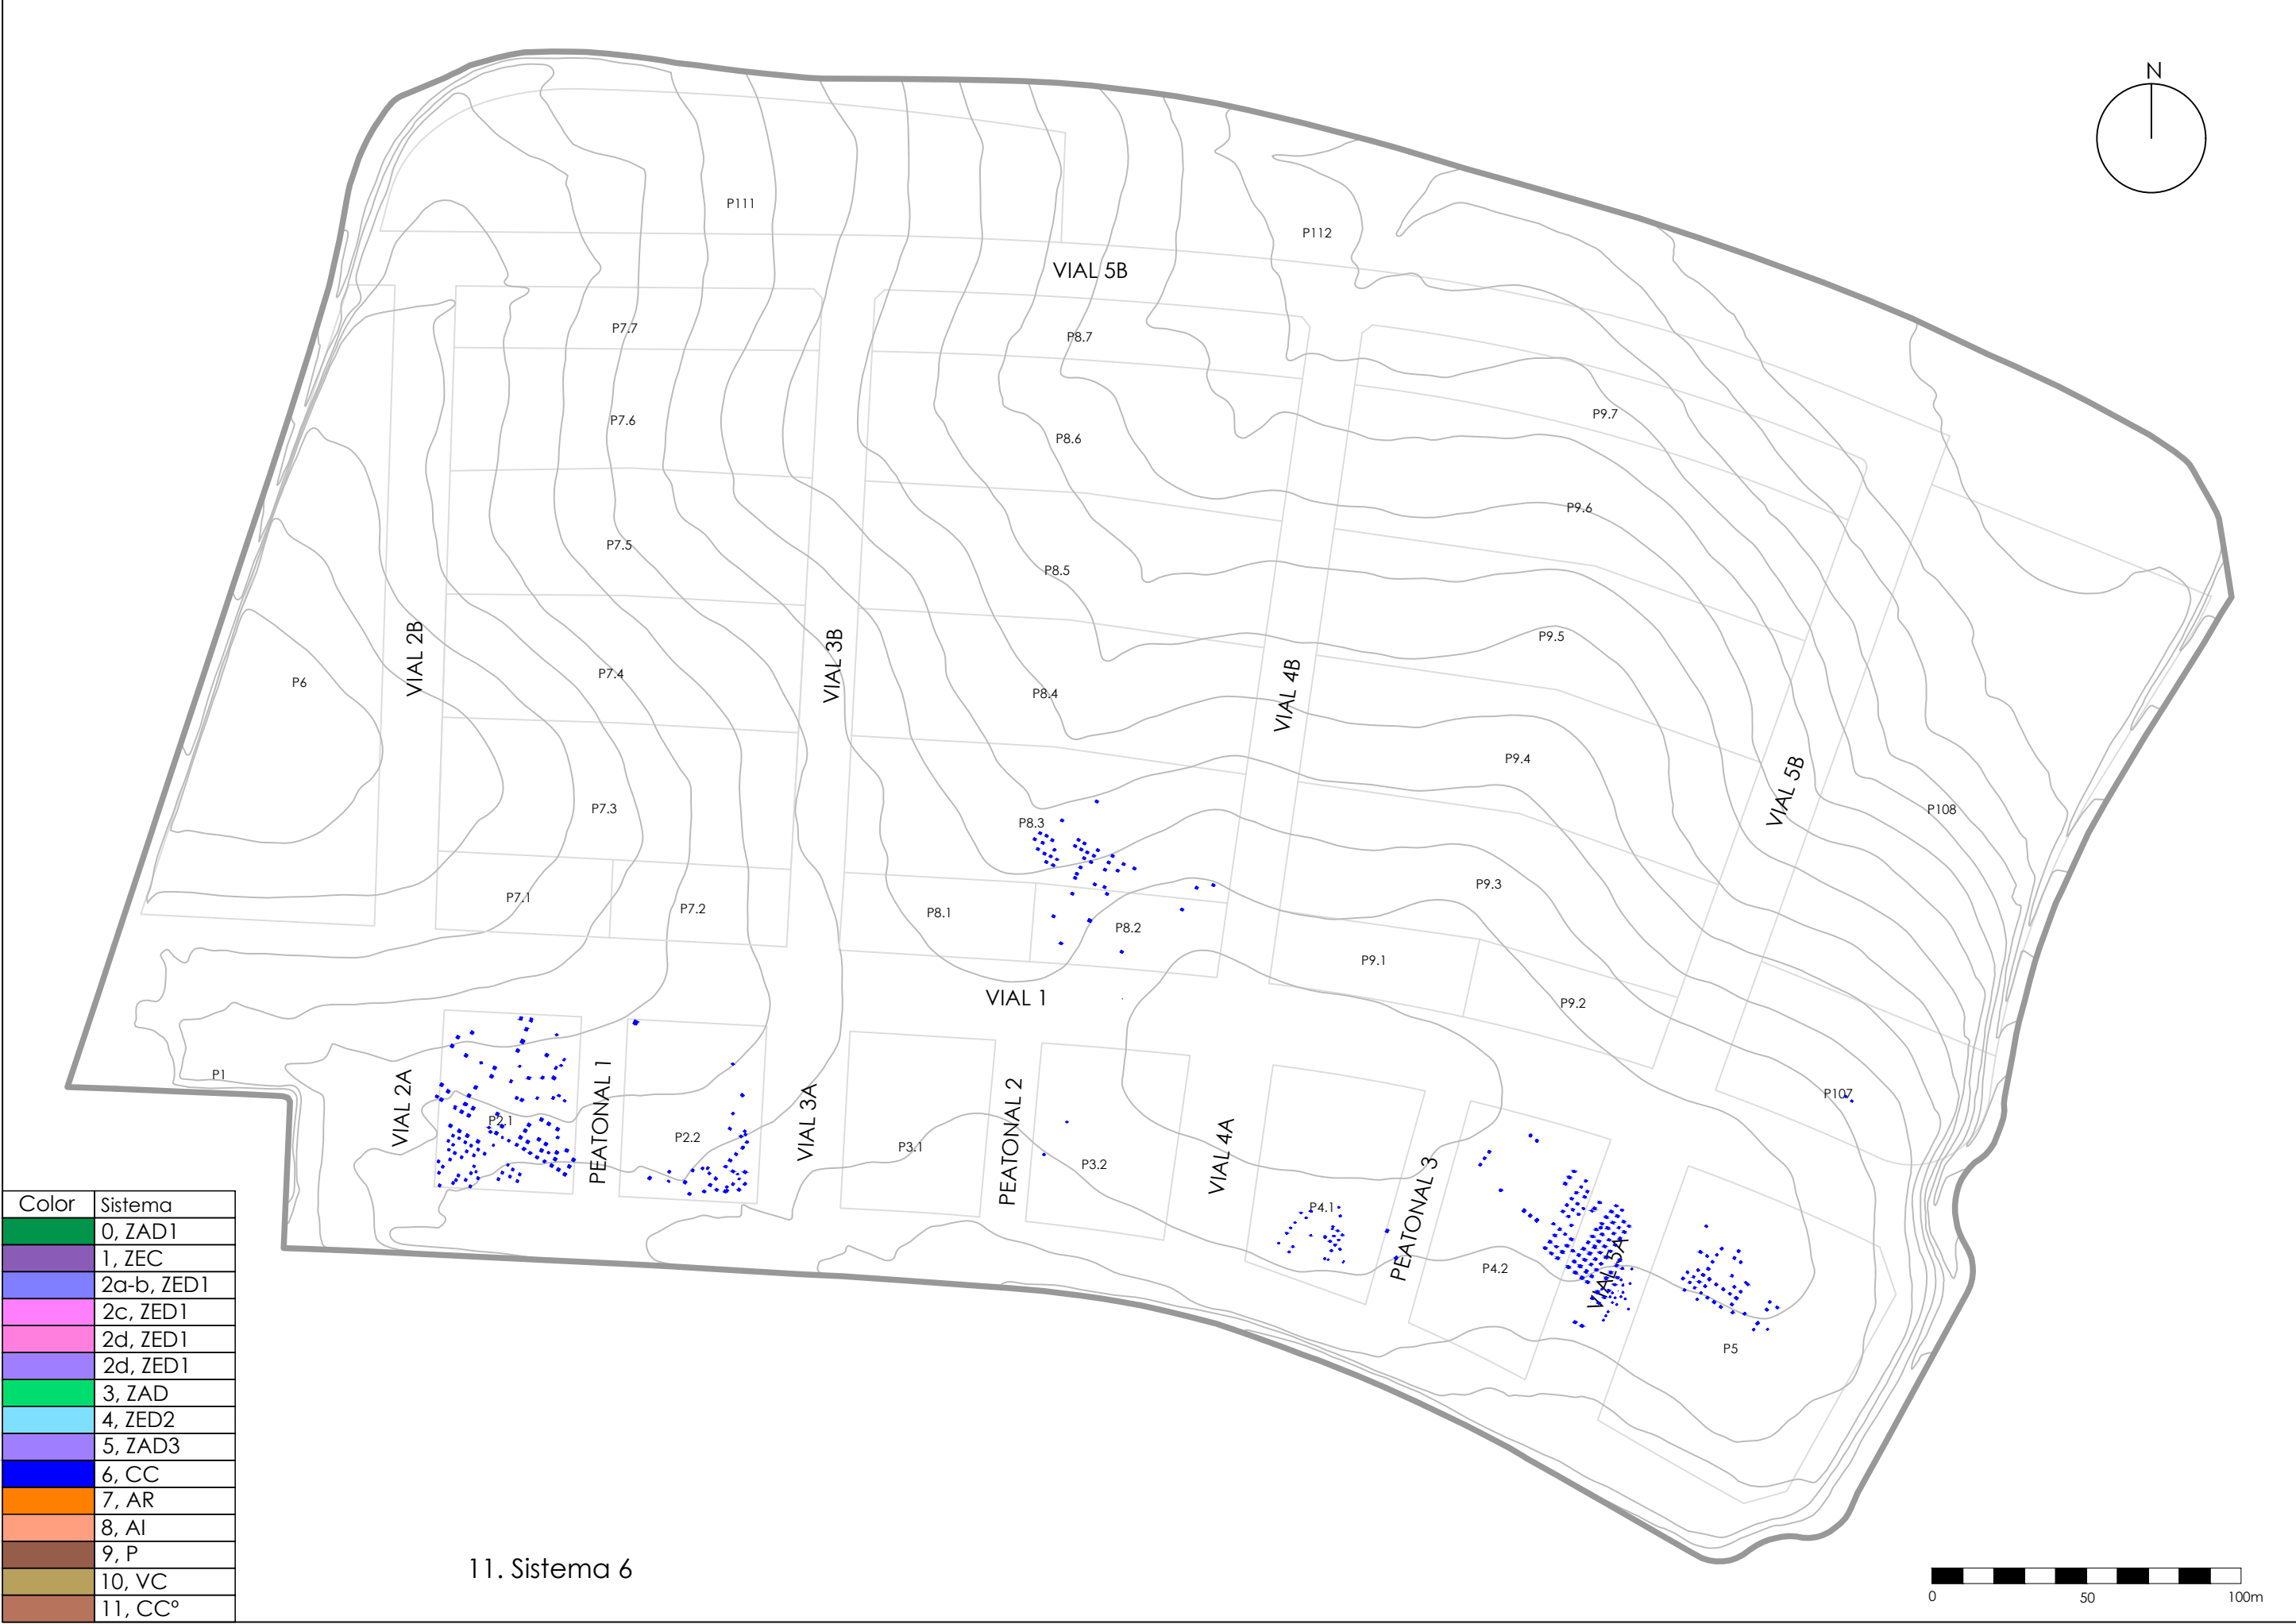 N
P111
P112
VIAL 5B
P7.7
P8.7
P9.7
P7.6
P8.6
P9.6
P7.5
P8.5
P9.5
VIAL 2B
VIAL 3B
VIAL 4B
P6
P7.4
P8.4
P9.4
VIAL 5B
P7.3
P8.3
P108
P9.3
P7.1
P7.2
P8.1
P8.2
P9.1
VIAL 1
P9.2
P1
P107
VIAL 2A
P2.1
PEATONAL 1
P2.2
VIAL 3A
P3.1
PEATONAL 2
P3.2
VIAL 4A
P4.1
PEATONAL 3
P4.2
VIAL 5A
P5
Color Sistema
0, ZAD1
1, ZEC
2a-b, ZED1
2c, ZED1
2d, ZED1
2d, ZED1
3, ZAD
4, ZED2
5, ZAD3
6, CC
7, AR
8, AI
9, P
10, VC
11, CCº
11. Sistema 6
0 50 100m